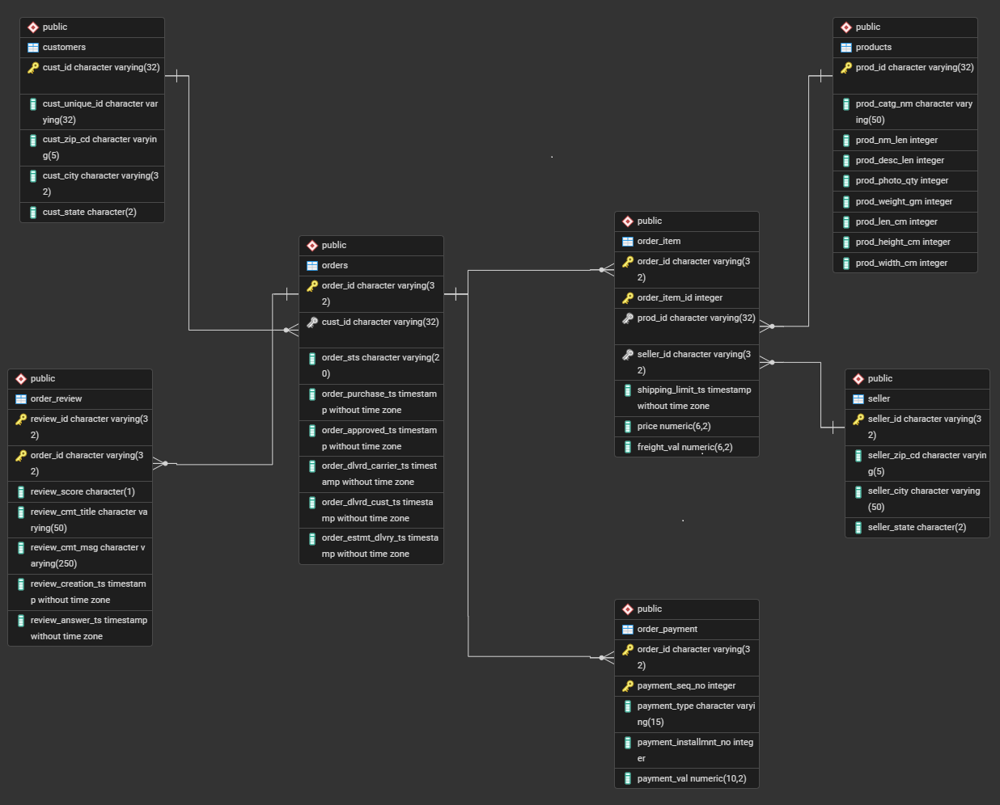 public
customers
cust_id character varying(32)
cust_unique_id character var
ying(32)
cust_zip_cd character varyin
g(5)
cust_city character varying(3
2)
cust_state character(2)
public
products
prod_id character varying(32)
prod_catg_nm character vary
ing(50)
prod_nm_len integer
prod_desc_len integer
prod_photo_qty integer
prod_weight_gm integer
prod_len_cm integer
prod_height_cm integer
prod_width_cm integer
public
orders
order_id character varying(3
2)
cust_id character varying(32)
order_sts character varying(2
0)
order_purchase_ts timestam
p without time zone
order_approved_ts timestam
p without time zone
order_dlvrd_carrier_ts timest
amp without time zone
order_dlvrd_cust_ts timesta
mp without time zone
order_estmt_dlvry_ts timesta
mp without time zone
public
order_item
order_id character varying(3
2)
order_item_id integer
prod_id character varying(32)
seller_id character varying(3
2)
shipping_limit_ts timestamp
without time zone
price numeric(6,2)
freight_val numeric(6,2)
public
order_review
review_id character varying(3
2)
order_id character varying(3
2)
review_score character(1)
review_cmt_title character va
rying(50)
review_cmt_msg character v
arying(250)
review_creation_ts timestam
p without time zone
review_answer_ts timestamp
without time zone
public
seller
seller_id character varying(3
2)
seller_zip_cd character varyin
g(5)
seller_city character varying
(50)
seller_state character(2)
public
order_payment
order_id character varying(3
2)
payment_seq_no integer
payment_type character varyi
ng(15)
payment_installmnt_no integ
er
payment_val numeric(10,2)